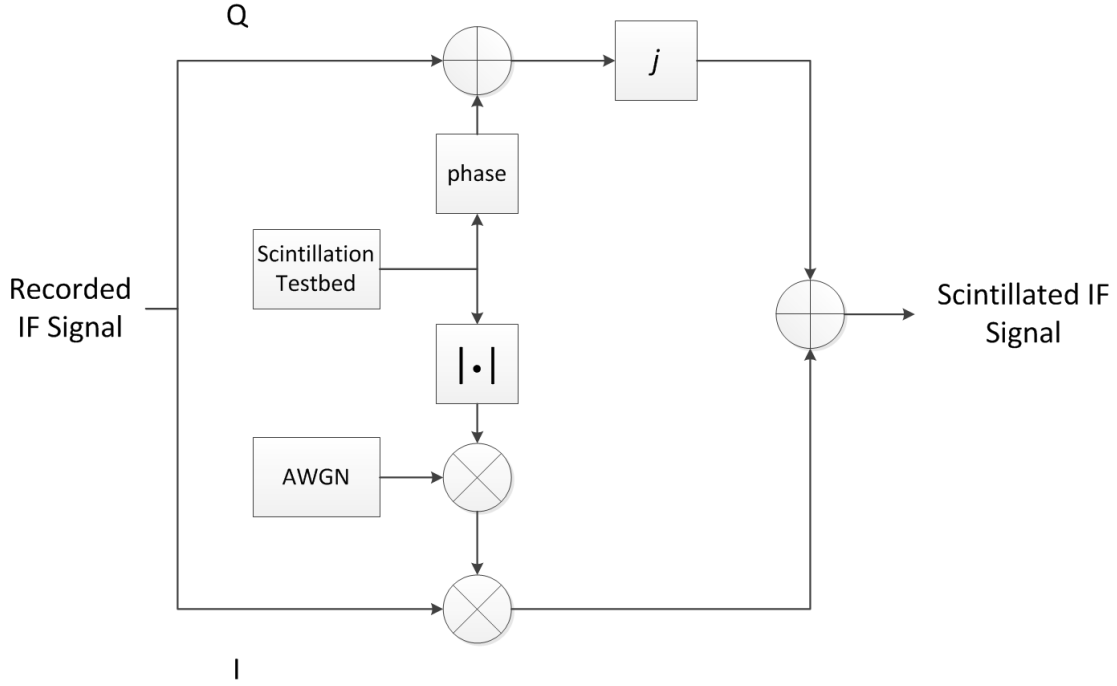 Q
j
phase
Scintillation
Testbed
Recorded
IF Signal
Scintillated IF
Signal
|•|
AWGN
I